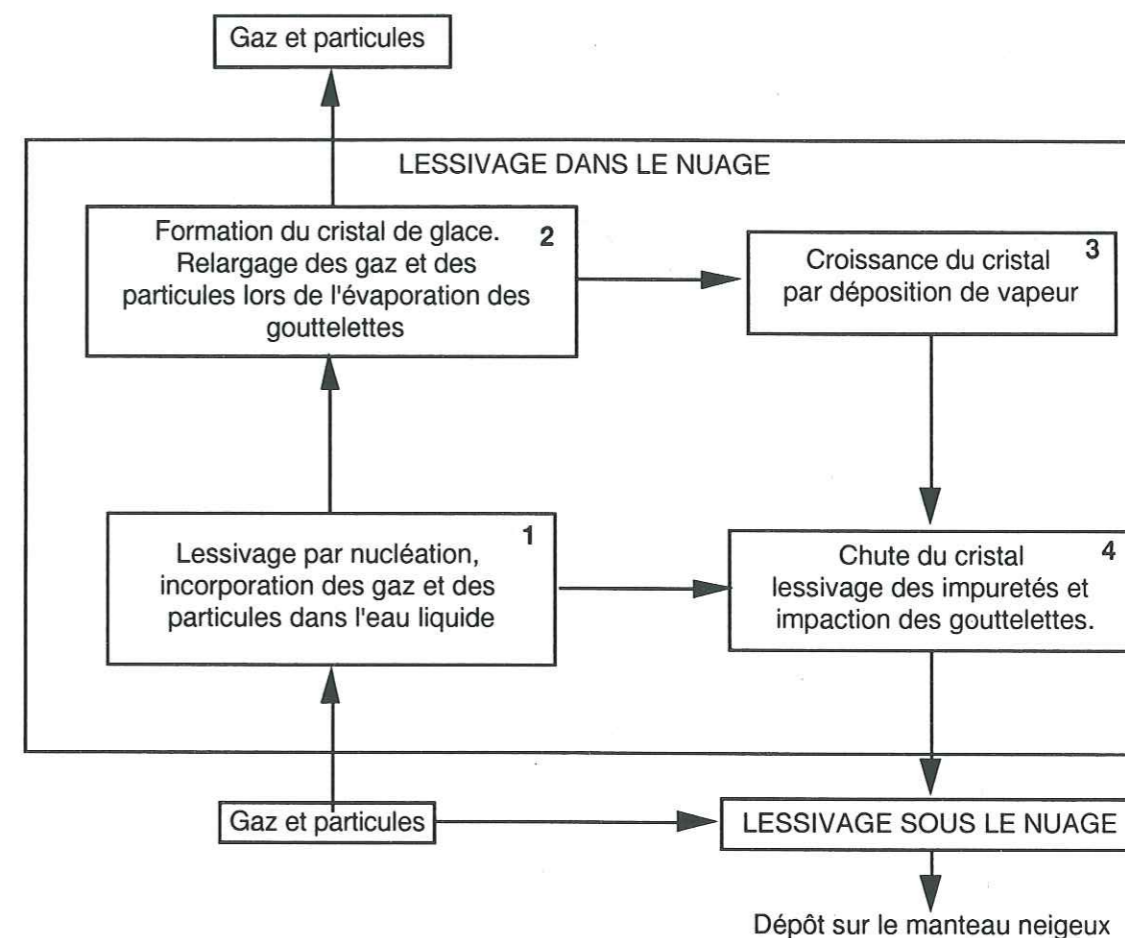 Gaz et particules
LESSIVAGE DANS LE NUAGE
Formation du cristal de glace. 2
Relargage des gaz et des
particules lors de l'évaporation des
gouttelettes
3
Croissance du cristal
par déposition de vapeur
1
Lessivage par nucléation,
incorporation des gaz et des
particules dans l'eau liquide
Chute du cristal 4
lessivage des impuretés et
impaction des gouttelettes.
Gaz et particules
LESSIVAGE SOUS LE NUAGE
Dépôt sur le manteau neigeux